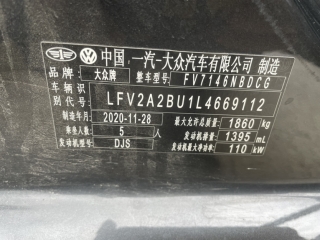 中国 一汽-大众汽车有限公司 制造
品牌 大众牌 整车型号 FV7146NBDCG
车辆识别代号 LFV2A2BU1L4669112
制造年月 2020-11-28 最大允许总质量 1860 kg
乘坐人数 5 人 发动机排量 1395 mL
发动机型号 DJS 发动机最大净功率 110 kW